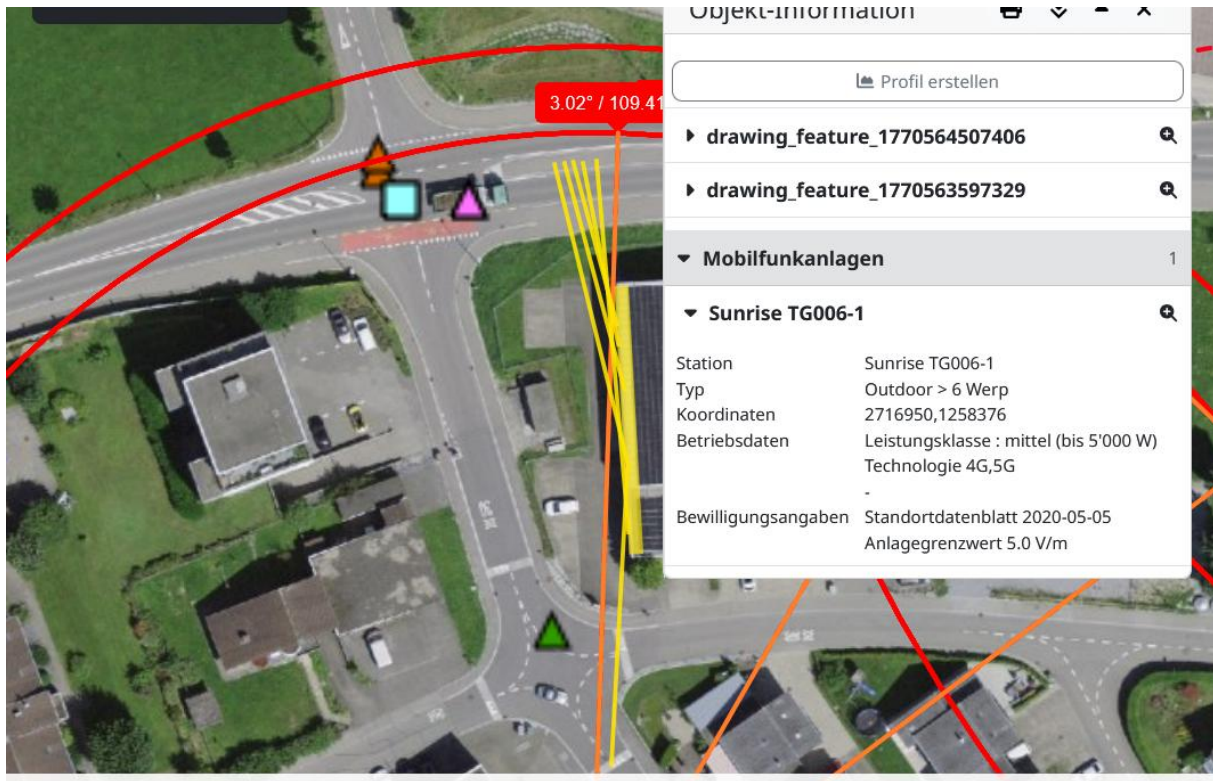 Objekt-Information
3.02° / 109.41
Profil erstellen
drawing_feature_1770564507406
drawing_feature_1770563597329
Mobilfunkanlagen 1
Sunrise TG006-1
Station Sunrise TG006-1
Typ Outdoor > 6 Werp
Koordinaten 2716950,1258376
Betriebsdaten Leistungsklasse : mittel (bis 5'000 W)
Technologie 4G,5G
-
Bewilligungsangaben Standortdatenblatt 2020-05-05
Anlagegrenzwert 5.0 V/m